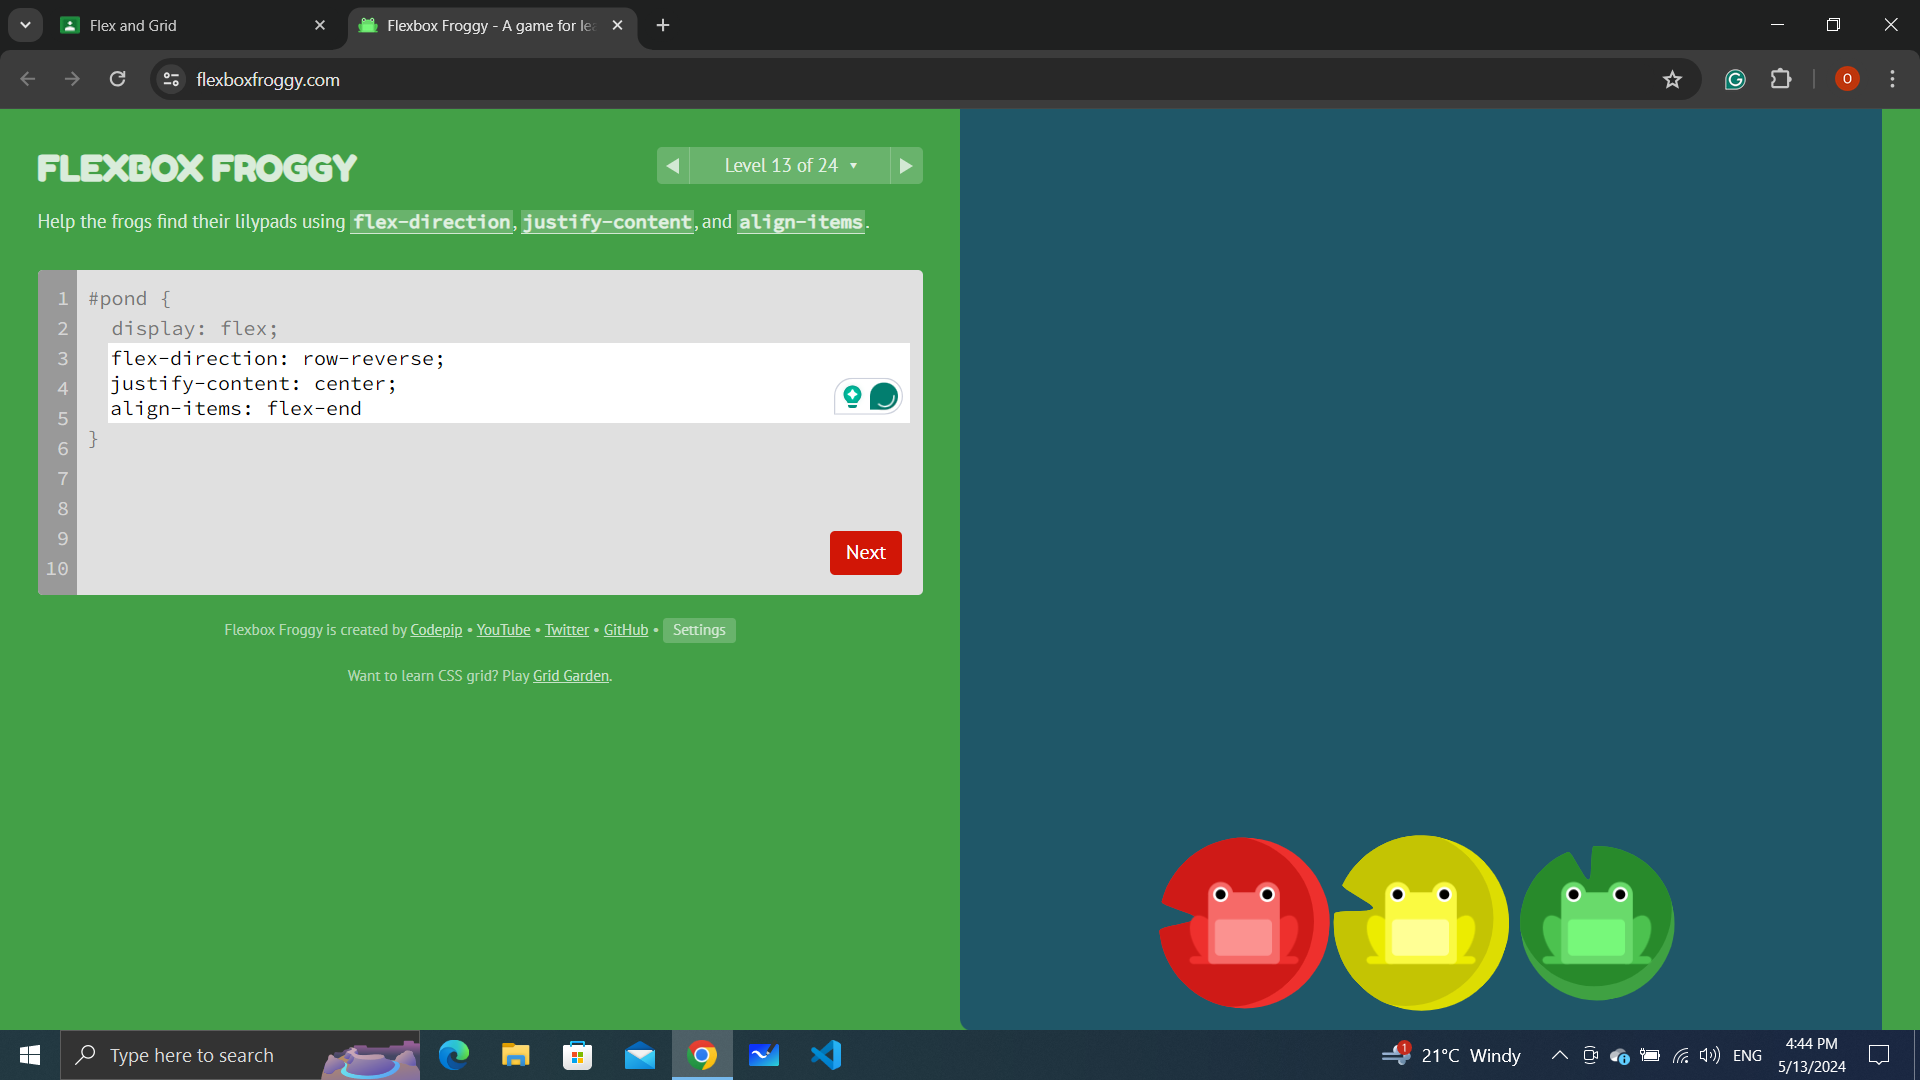 Flex and Grid
Flexbox Froggy - A game for lea
flexboxfroggy.com
O
FLEXBOX FROGGY
Level 13 of 24
Help the frogs find their lilypads using flex-direction, justify-content, and align-items.
1 #pond {
2 display: flex;
3 flex-direction: row-reverse;
4 justify-content: center;
5 align-items: flex-end
6 }
7
8
9
10
Next
Flexbox Froggy is created by Codepip • YouTube • Twitter • GitHub • Settings
Want to learn CSS grid? Play Grid Garden.
Type here to search
1
21°C Windy
ENG
4:44 PM
5/13/2024